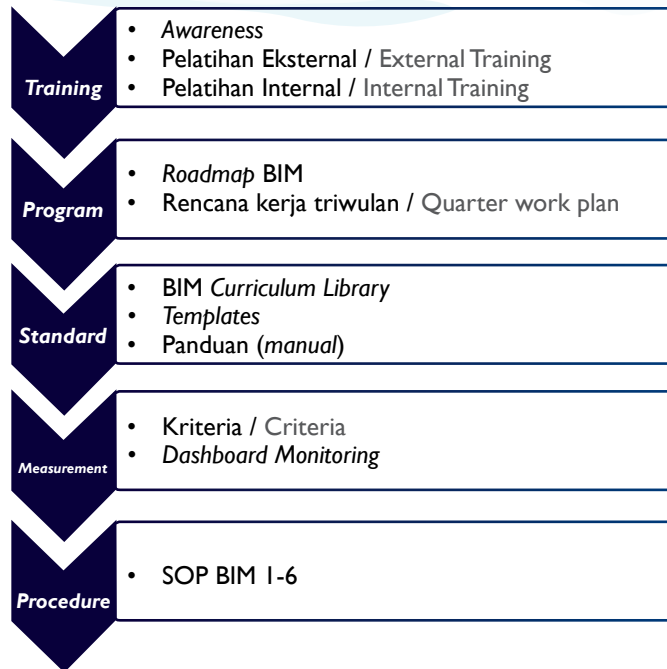 Training
• Awareness
• Pelatihan Eksternal / External Training
• Pelatihan Internal / Internal Training
Program
• Roadmap BIM
• Rencana kerja triwulan / Quarter work plan
Standard
• BIM Curriculum Library
• Templates
• Panduan (manual)
Measurement
• Kriteria / Criteria
• Dashboard Monitoring
Procedure
• SOP BIM 1-6